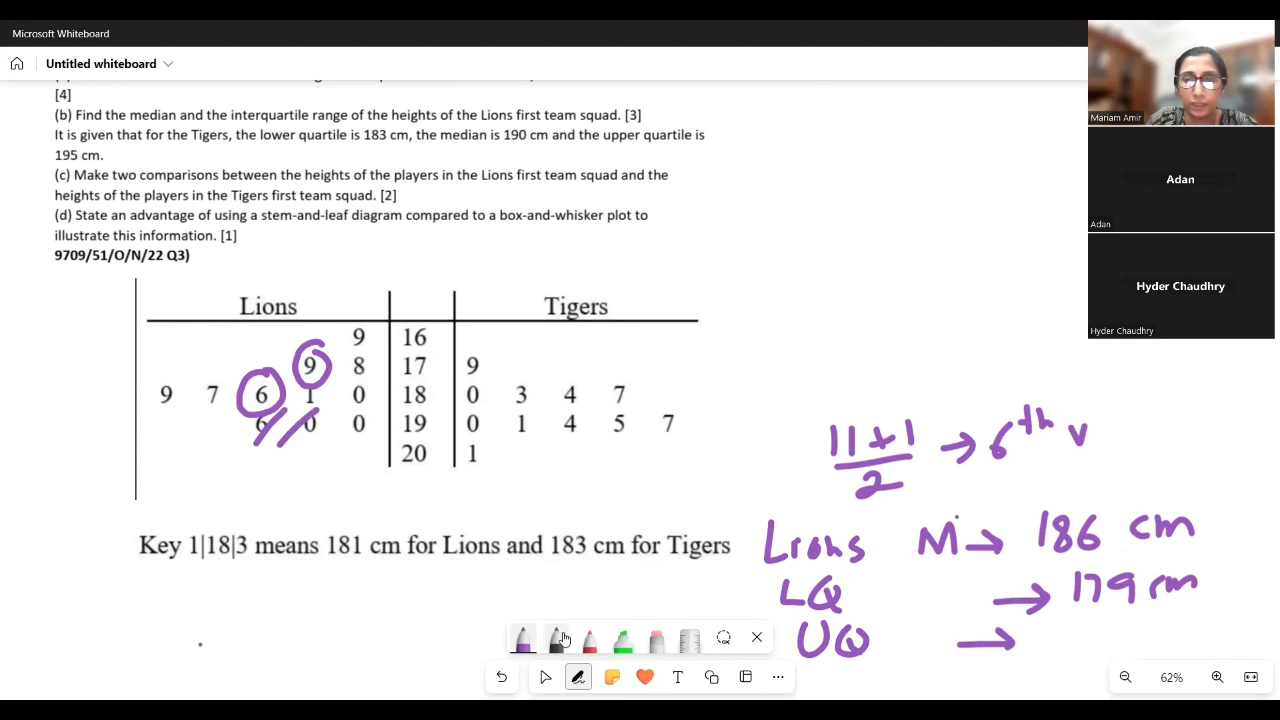 Microsoft Whiteboard
Untitled whiteboard
[4]
(b) Find the median and the interquartile range of the heights of the Lions first team squad. [3]
It is given that for the Tigers, the lower quartile is 183 cm, the median is 190 cm and the upper quartile is
195 cm.
(c) Make two comparisons between the heights of the players in the Lions first team squad and the
heights of the players in the Tigers first team squad. [2]
(d) State an advantage of using a stem-and-leaf diagram compared to a box-and-whisker plot to
illustrate this information. [1]
9709/51/O/N/22 Q3)
Lions Tigers
9 16
9 8 17 9
9 7 6 1 0 18 0 3 4 7
6 0 0 19 0 1 4 5 7
20 1
Key 1|18|3 means 181 cm for Lions and 183 cm for Tigers
11+1
2
→ 6th v
Lions M → 186 cm
LQ → 179 cm
UQ →
Mariam Amir
Adan
Adan
Hyder Chaudhry
Hyder Chaudhry
62%